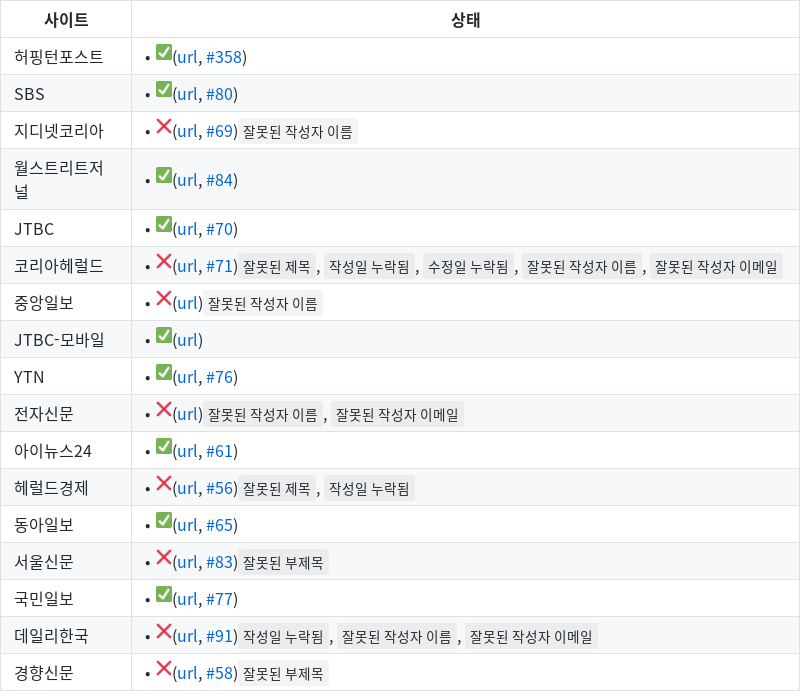 사이트 상태
허핑턴포스트 • ✅(url, #358)
SBS • ✅(url, #80)
지디넷코리아 • ❌(url, #69) 잘못된 작성자 이름
월스트리트저
널 • ✅(url, #84)
JTBC • ✅(url, #70)
코리아헤럴드 • ❌(url, #71) 잘못된 제목 , 작성일 누락됨 , 수정일 누락됨 , 잘못된 작성자 이름 , 잘못된 작성자 이메일
중앙일보 • ❌(url) 잘못된 작성자 이름
JTBC-모바일 • ✅(url)
YTN • ✅(url, #76)
전자신문 • ❌(url) 잘못된 작성자 이름 , 잘못된 작성자 이메일
아이뉴스24 • ✅(url, #61)
헤럴드경제 • ❌(url, #56) 잘못된 제목 , 작성일 누락됨
동아일보 • ✅(url, #65)
서울신문 • ❌(url, #83) 잘못된 부제목
국민일보 • ✅(url, #77)
데일리한국 • ❌(url, #91) 작성일 누락됨 , 잘못된 작성자 이름 , 잘못된 작성자 이메일
경향신문 • ❌(url, #58) 잘못된 부제목